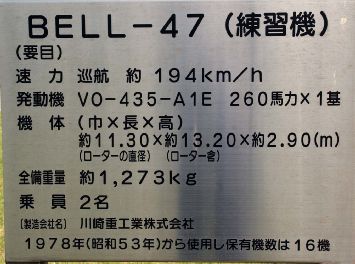 BELL-47(練習機)
(要目)
速力 巡航 約194km/h
発動機 VO-435-A1E 260馬力×1基
機体 (巾×長×高)
約11.30×約13.20×約2.90(m)
(ローターの直径) (ローター含)
全備重量 約1,273kg
乗員 2名
(製造会社名) 川崎重工業株式会社
1978年(昭和53年)から使用し保有機数は16機